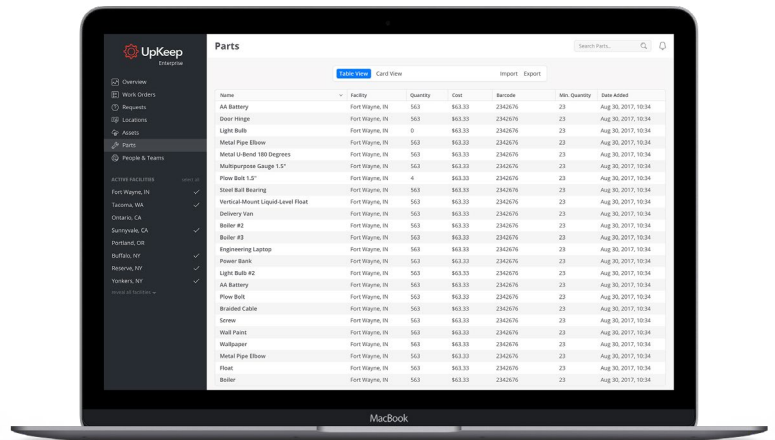 UpKeep
Enterprise
Overview
Work Orders
Requests
Locations
Assets
Parts
People & Teams
ACTIVE FACILITIES select all
Fort Wayne, IN
Tacoma, WA
Ontario, CA
Sunnyvale, CA
Portland, OR
Buffalo, NY
Reserve, NY
Yonkers, NY
Parts
Search Parts..
Table View Card View Import Export
Name Facility Quantity Cost Barcode Min. Quantity Date Added
AA Battery Fort Wayne, IN 563 $63.33 2342676 23 Aug 30, 2017, 10:34
Door Hinge Fort Wayne, IN 563 $63.33 2342676 23 Aug 30, 2017, 10:34
Light Bulb Fort Wayne, IN 0 $63.33 2342676 23 Aug 30, 2017, 10:34
Metal Pipe Elbow Fort Wayne, IN 563 $63.33 2342676 23 Aug 30, 2017, 10:34
Metal U-Bend 180 Degrees Fort Wayne, IN 563 $63.33 2342676 23 Aug 30, 2017, 10:34
Multipurpose Gauge 1.5" Fort Wayne, IN 563 $63.33 2342676 23 Aug 30, 2017, 10:34
Plow Bolt 1.5" Fort Wayne, IN 4 $63.33 2342676 23 Aug 30, 2017, 10:34
Steel Ball Bearing Fort Wayne, IN 563 $63.33 2342676 23 Aug 30, 2017, 10:34
Vertical-Mount Liquid-Level Float Fort Wayne, IN 563 $63.33 2342676 23 Aug 30, 2017, 10:34
Delivery Van Fort Wayne, IN 563 $63.33 2342676 23 Aug 30, 2017, 10:34
Boiler #2 Fort Wayne, IN 563 $63.33 2342676 23 Aug 30, 2017, 10:34
Boiler #3 Fort Wayne, IN 563 $63.33 2342676 23 Aug 30, 2017, 10:34
Engineering Laptop Fort Wayne, IN 563 $63.33 2342676 23 Aug 30, 2017, 10:34
Power Bank Fort Wayne, IN 563 $63.33 2342676 23 Aug 30, 2017, 10:34
Light Bulb #2 Fort Wayne, IN 563 $63.33 2342676 23 Aug 30, 2017, 10:34
AA Battery Fort Wayne, IN 563 $63.33 2342676 23 Aug 30, 2017, 10:34
Plow Bolt Fort Wayne, IN 563 $63.33 2342676 23 Aug 30, 2017, 10:34
Braided Cable Fort Wayne, IN 563 $63.33 2342676 23 Aug 30, 2017, 10:34
Screw Fort Wayne, IN 563 $63.33 2342676 23 Aug 30, 2017, 10:34
Wall Paint Fort Wayne, IN 563 $63.33 2342676 23 Aug 30, 2017, 10:34
Wallpaper Fort Wayne, IN 563 $63.33 2342676 23 Aug 30, 2017, 10:34
Metal Pipe Elbow Fort Wayne, IN 563 $63.33 2342676 23 Aug 30, 2017, 10:34
Float Fort Wayne, IN 563 $63.33 2342676 23 Aug 30, 2017, 10:34
Boiler Fort Wayne, IN 563 $63.33 2342676 23 Aug 30, 2017, 10:34
MacBook